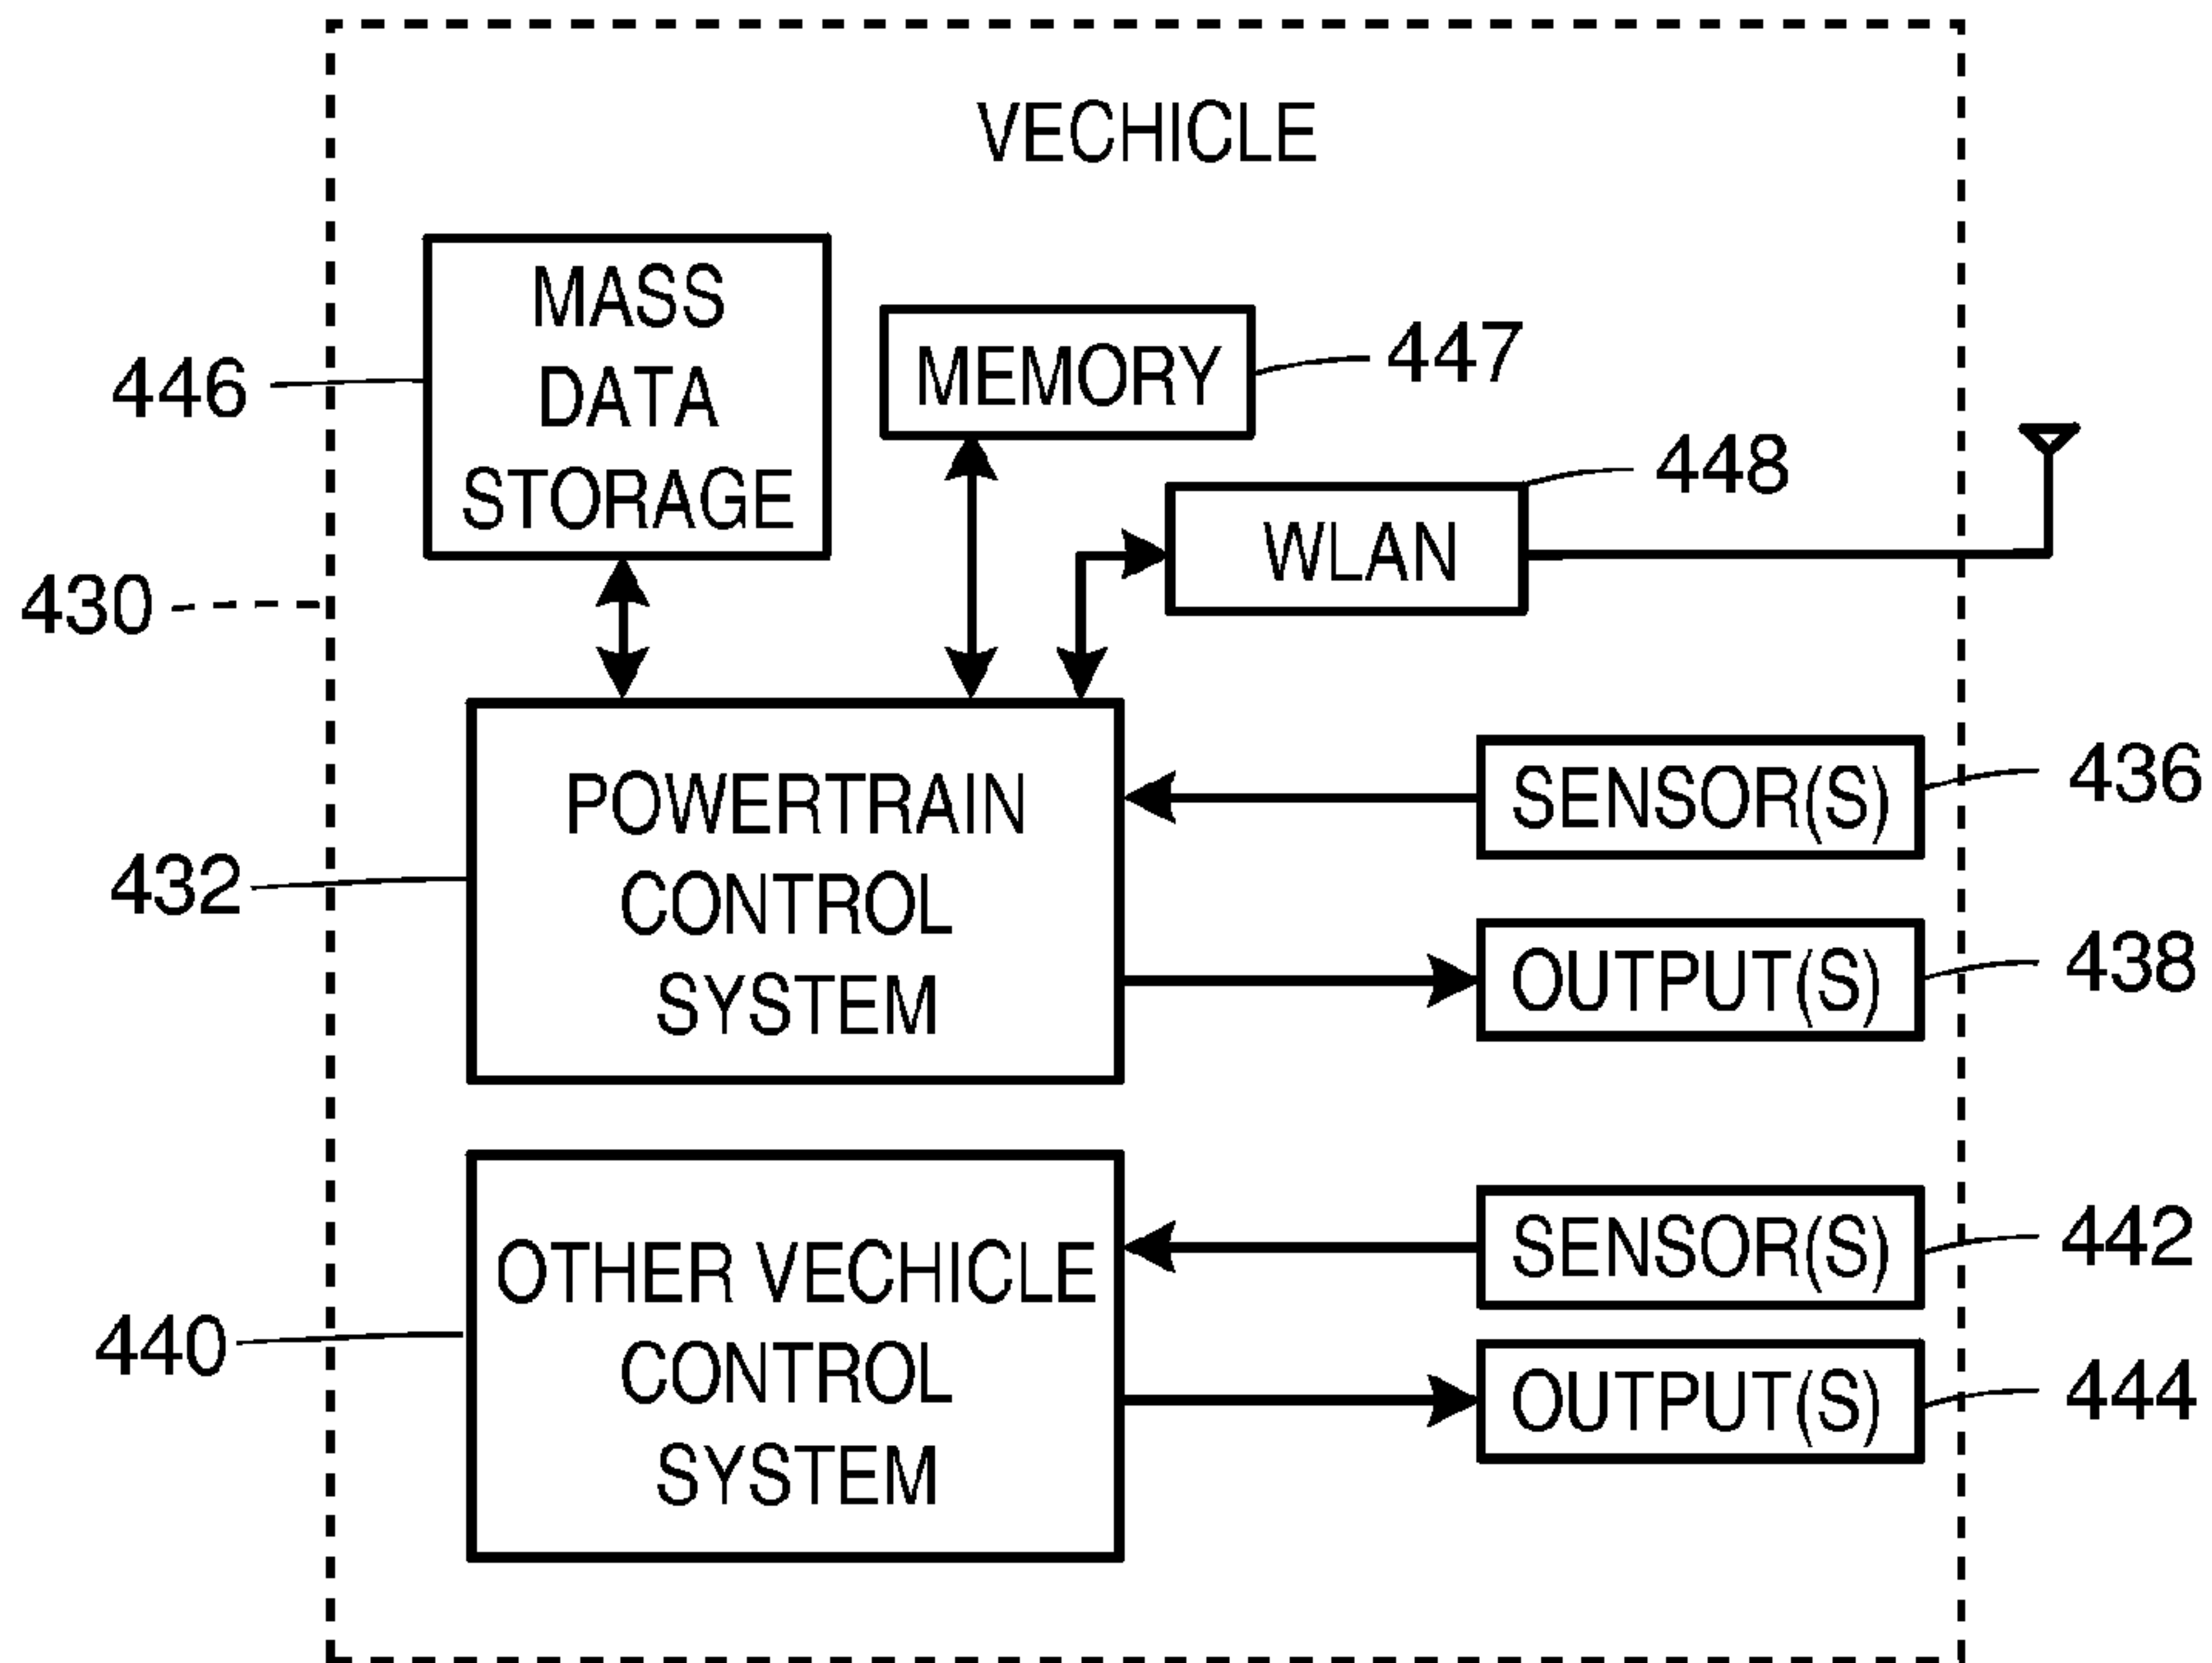 VECHICLE
MASS
DATA
STORAGE
446
MEMORY
447
448
WLAN
430
POWERTRAIN
CONTROL
SYSTEM
432
SENSOR(S)
436
OUTPUT(S)
438
OTHER VECHICLE
CONTROL
SYSTEM
440
SENSOR(S)
442
OUTPUT(S)
444